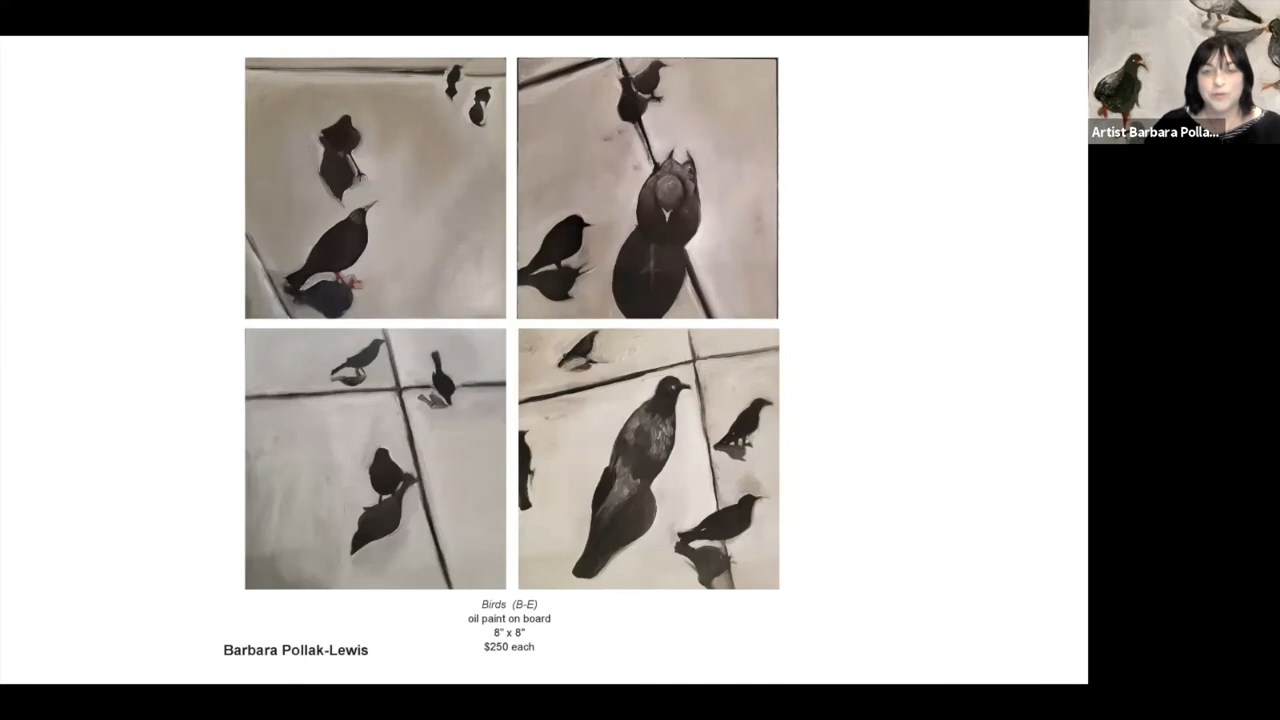 Artist Barbara Polla...
Birds (B-E)
oil paint on board
8" x 8"
$250 each
Barbara Pollak-Lewis